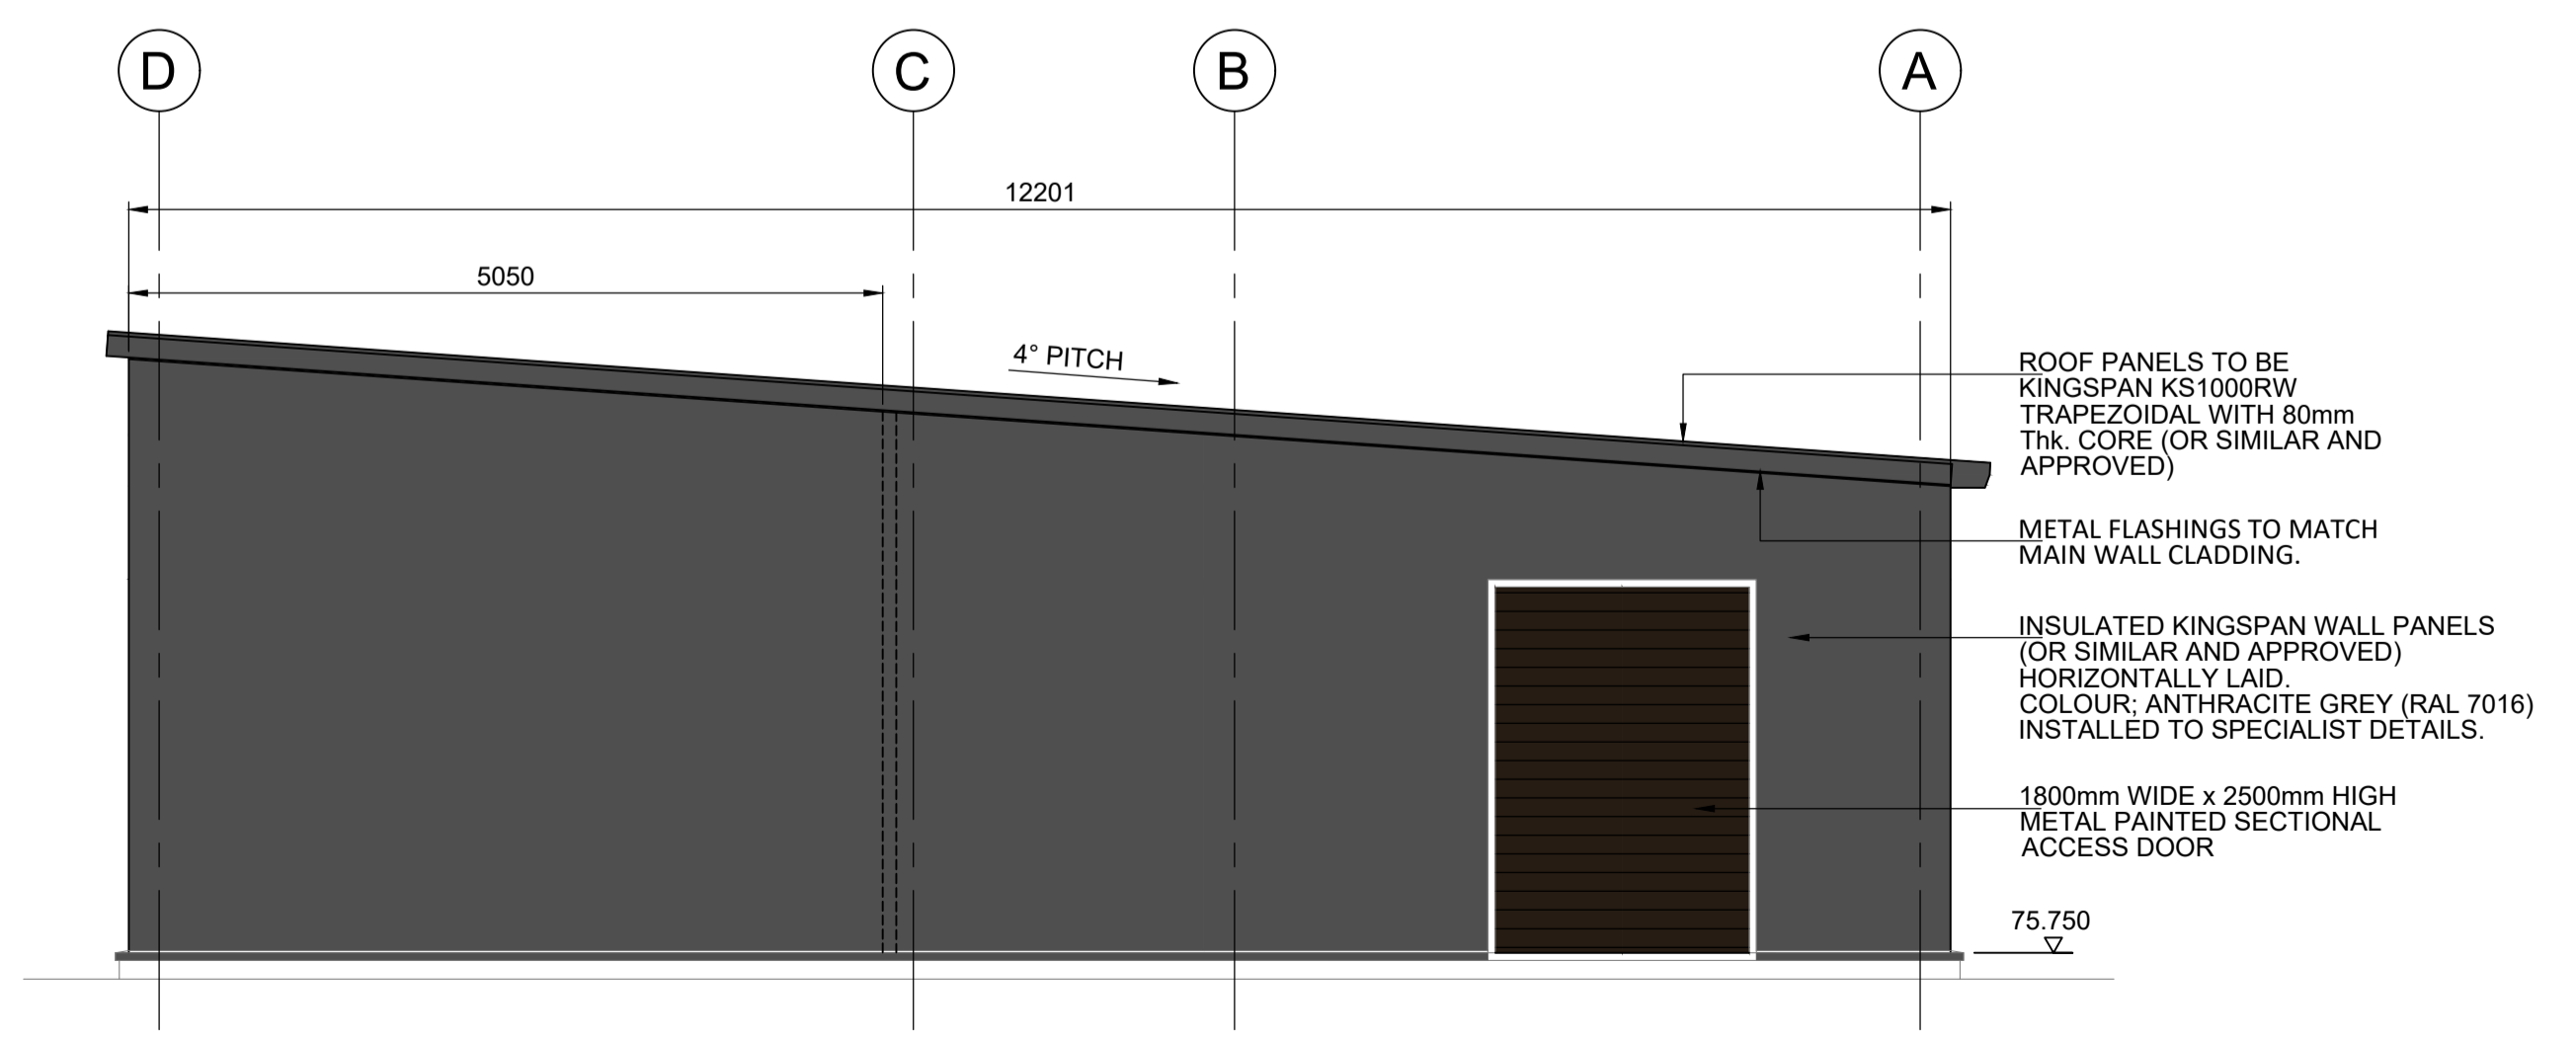 D
C
B
A
12201
5050
4° PITCH
ROOF PANELS TO BE
KINGSPAN KS1000RW
TRAPEZOIDAL WITH 80mm
Thk. CORE (OR SIMILAR AND
APPROVED)
METAL FLASHINGS TO MATCH
MAIN WALL CLADDING.
INSULATED KINGSPAN WALL PANELS
(OR SIMILAR AND APPROVED)
HORIZONTALLY LAID.
COLOUR; ANTHRACITE GREY (RAL 7016)
INSTALLED TO SPECIALIST DETAILS.
1800mm WIDE x 2500mm HIGH
METAL PAINTED SECTIONAL
ACCESS DOOR
75.750